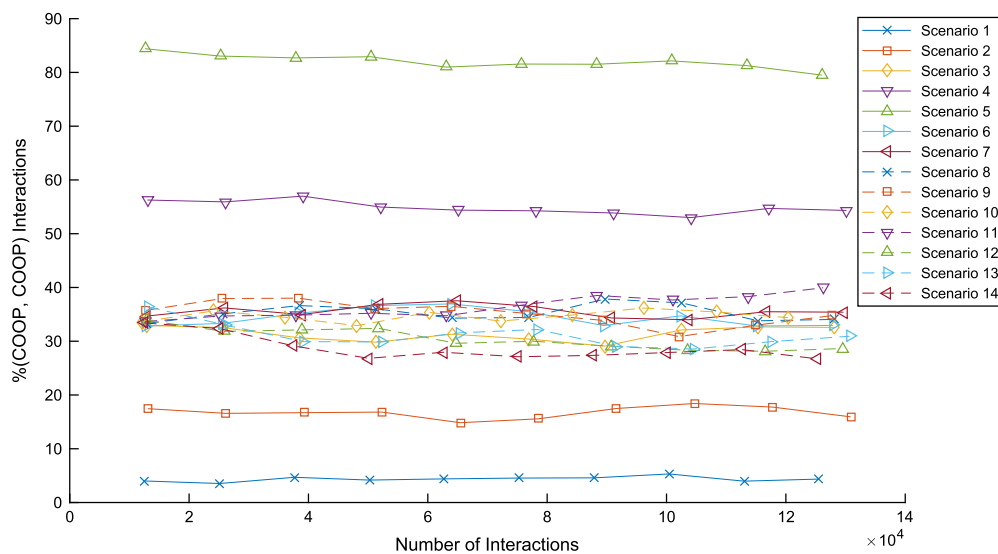 %(COOP, COOP) Interactions
90
80
70
60
50
40
30
20
10
0
0
2
4
6
8
10
12
14
×10^4
Number of Interactions
Scenario 1
Scenario 2
Scenario 3
Scenario 4
Scenario 5
Scenario 6
Scenario 7
Scenario 8
Scenario 9
Scenario 10
Scenario 11
Scenario 12
Scenario 13
Scenario 14